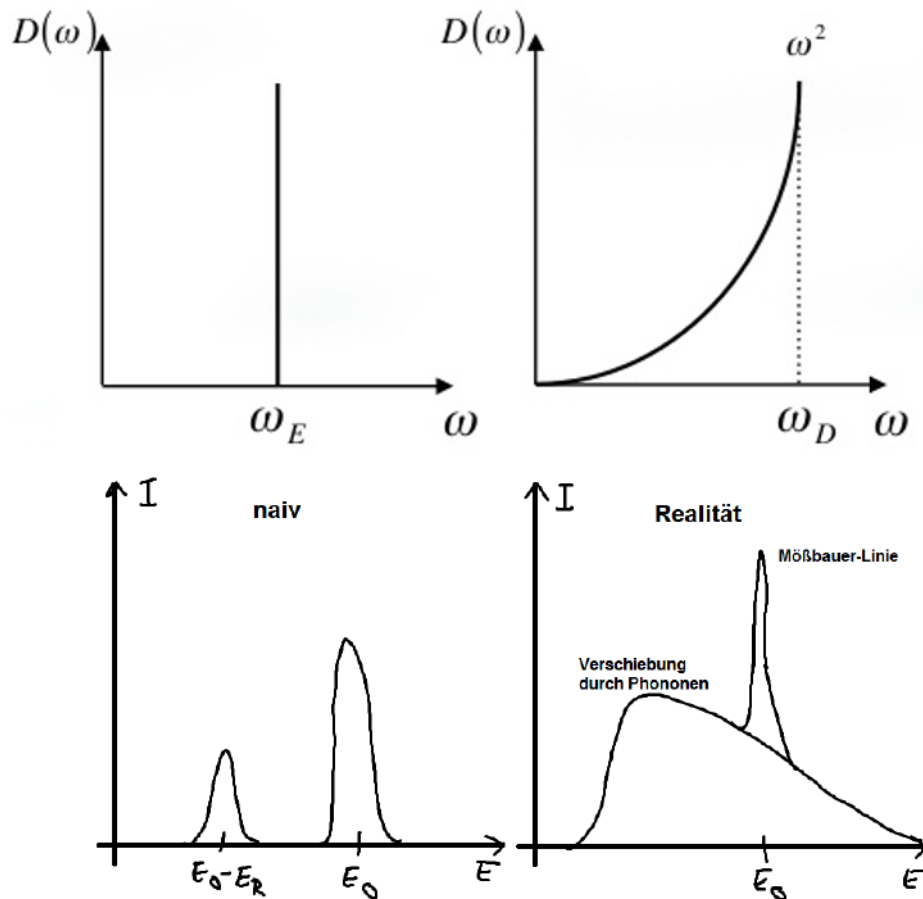 D(ω)
ω_E
ω
D(ω)
ω²
ω_D
ω
I
naiv
E₀-E_R
E₀
E
I
Realität
Mößbauer-Linie
Verschiebung
durch Phononen
E₀
E